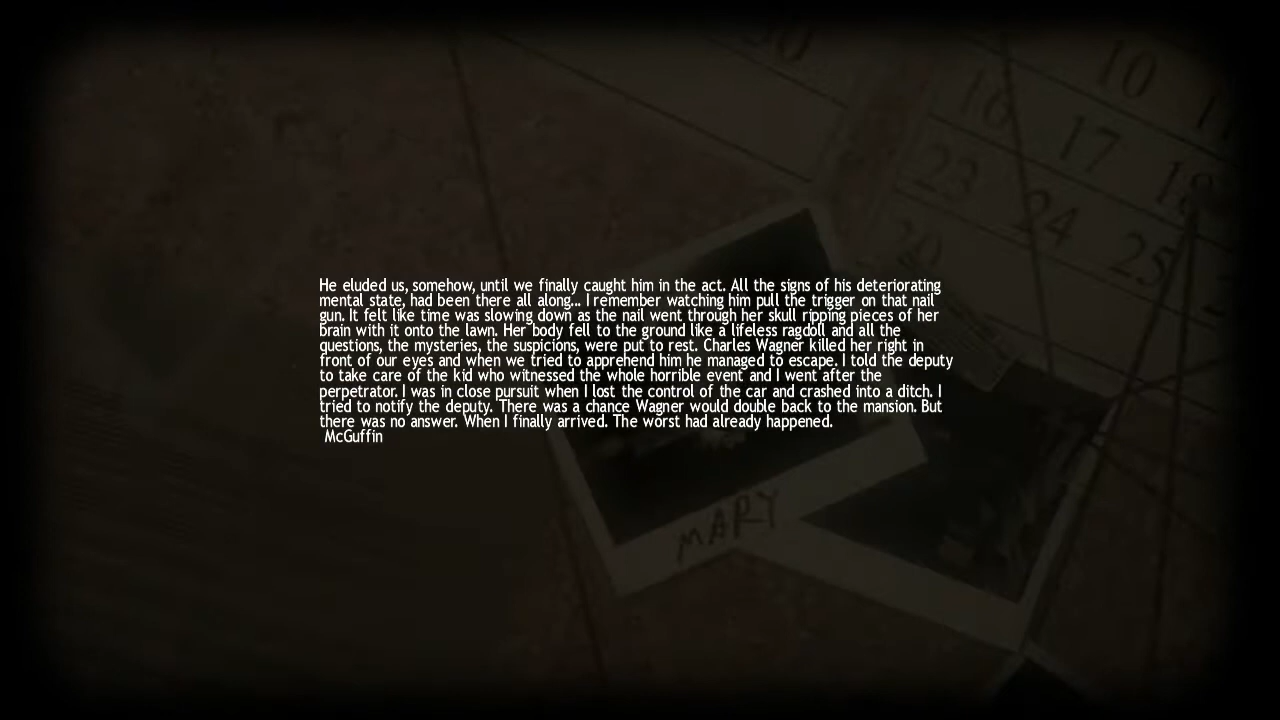 He eluded us, somehow, until we finally caught him in the act. All the signs of his deteriorating
mental state, had been there all along... I remember watching him pull the trigger on that nail
gun. It felt like time was slowing down as the nail went through her skull ripping pieces of her
brain with it onto the lawn. Her body fell to the ground like a lifeless ragdoll and all the
questions, the mysteries, the suspicions, were put to rest. Charles Wagner killed her right in
front of our eyes and when we tried to apprehend him he managed to escape. I told the deputy
to take care of the kid who witnessed the whole horrible event and I went after the
perpetrator. I was in close pursuit when I lost the control of the car and crashed into a ditch. I
tried to notify the deputy. There was a chance Wagner would double back to the mansion. But
there was no answer. When I finally arrived. The worst had already happened.
McGuffin
10
16 17 18
23 24 25
MARY